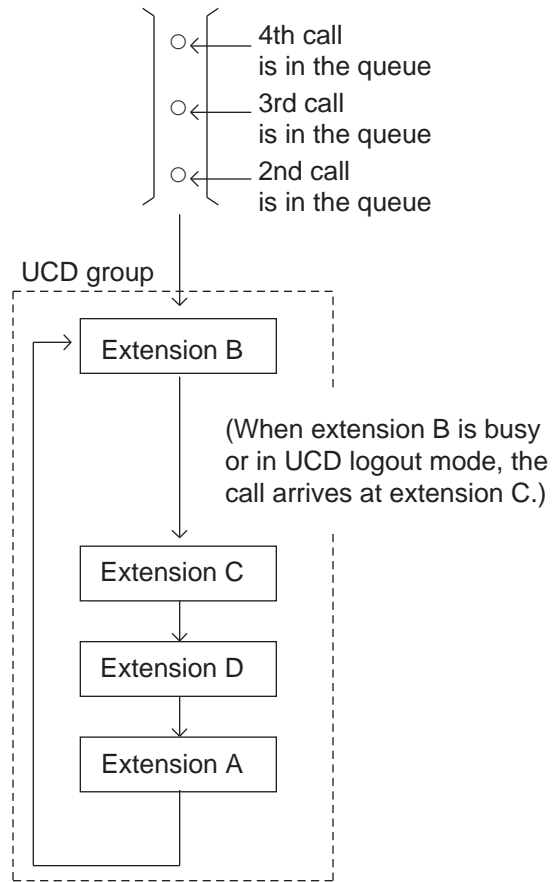 4th call
is in the queue
3rd call
is in the queue
2nd call
is in the queue
UCD group
Extension B
(When extension B is busy
or in UCD logout mode, the
call arrives at extension C.)
Extension C
Extension D
Extension A